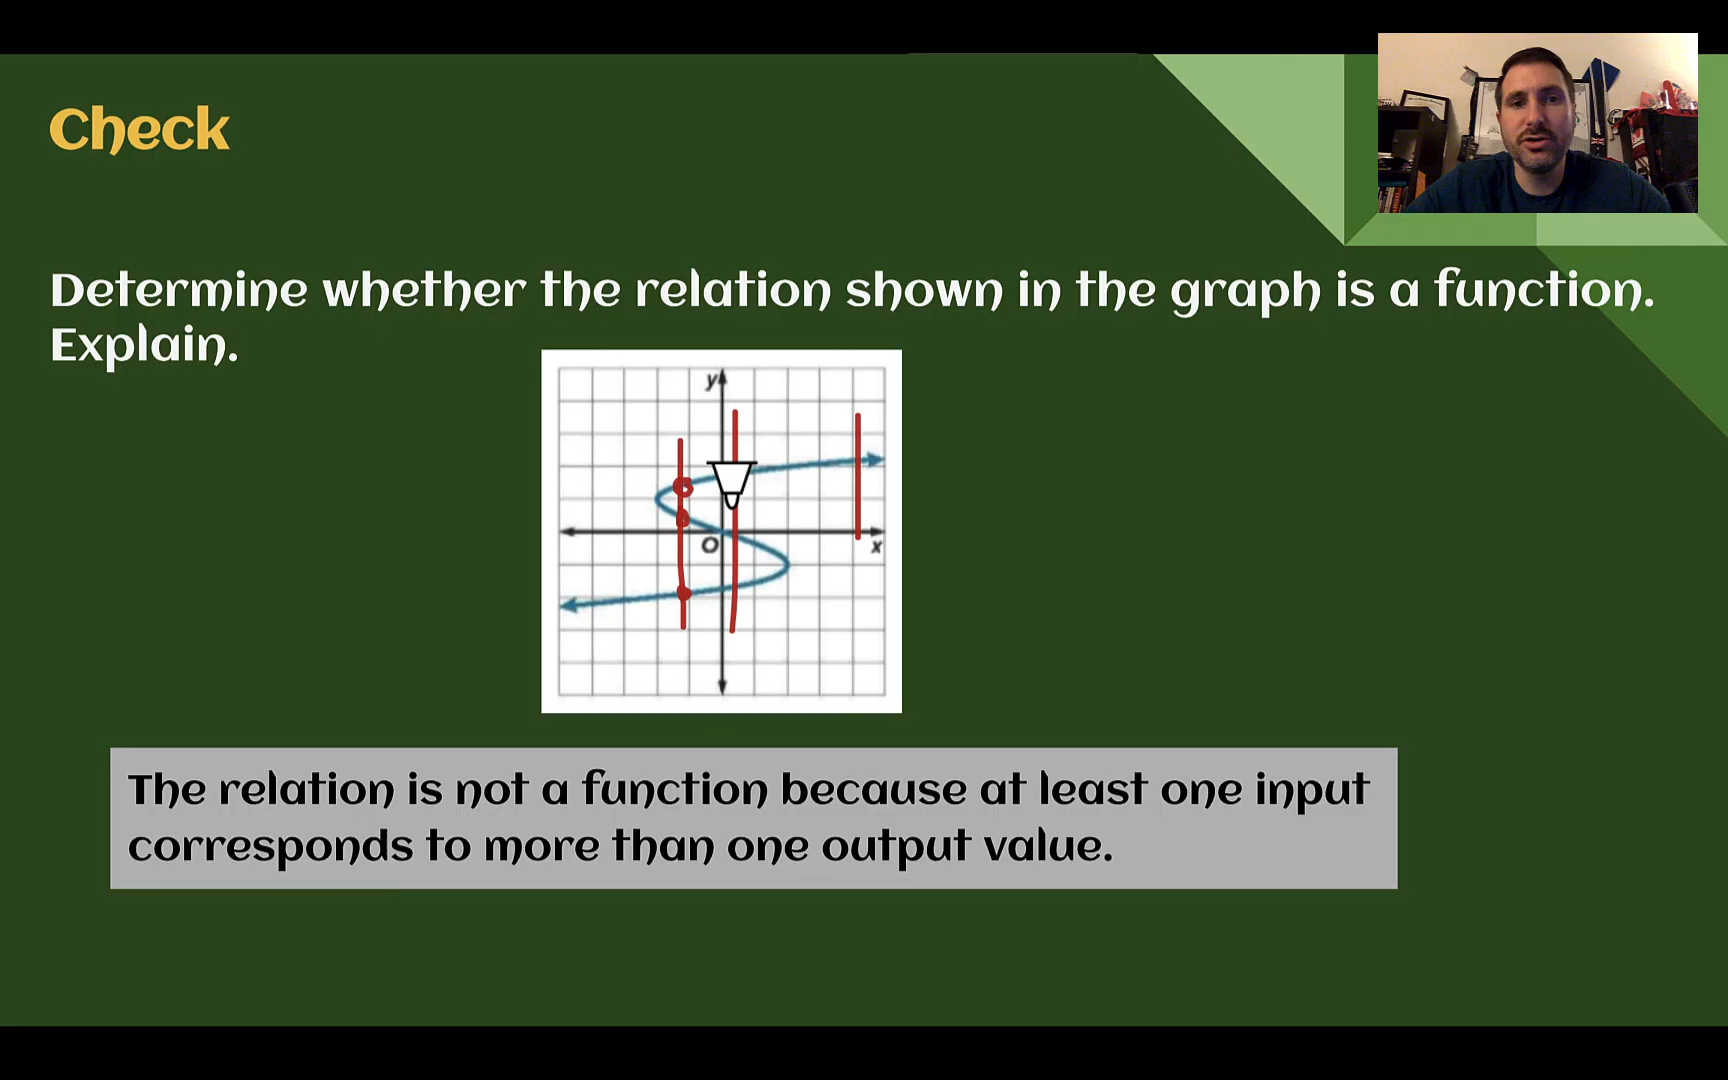 Check
Determine whether the relation shown in the graph is a function.
Explain.
y
O
x
The relation is not a function because at least one input
corresponds to more than one output value.